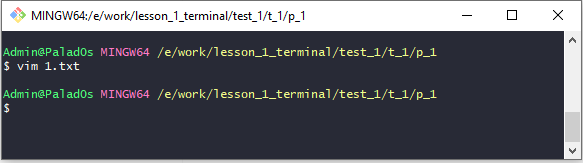 MINGW64:/e/work/lesson_1_terminal/test_1/t_1/p_1
Admin@PaladOs MINGW64 /e/work/lesson_1_terminal/test_1/t_1/p_1
$ vim 1.txt
Admin@PaladOs MINGW64 /e/work/lesson_1_terminal/test_1/t_1/p_1
$